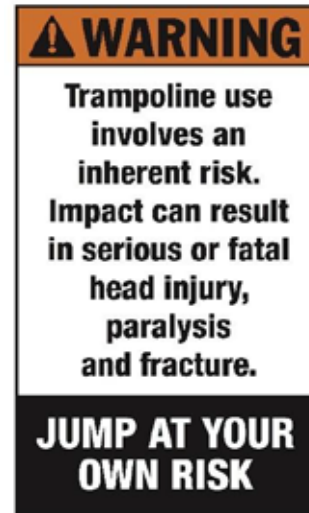 WARNING
Trampoline use
involves an
inherent risk.
Impact can result
in serious or fatal
head injury,
paralysis
and fracture.
JUMP AT YOUR
OWN RISK